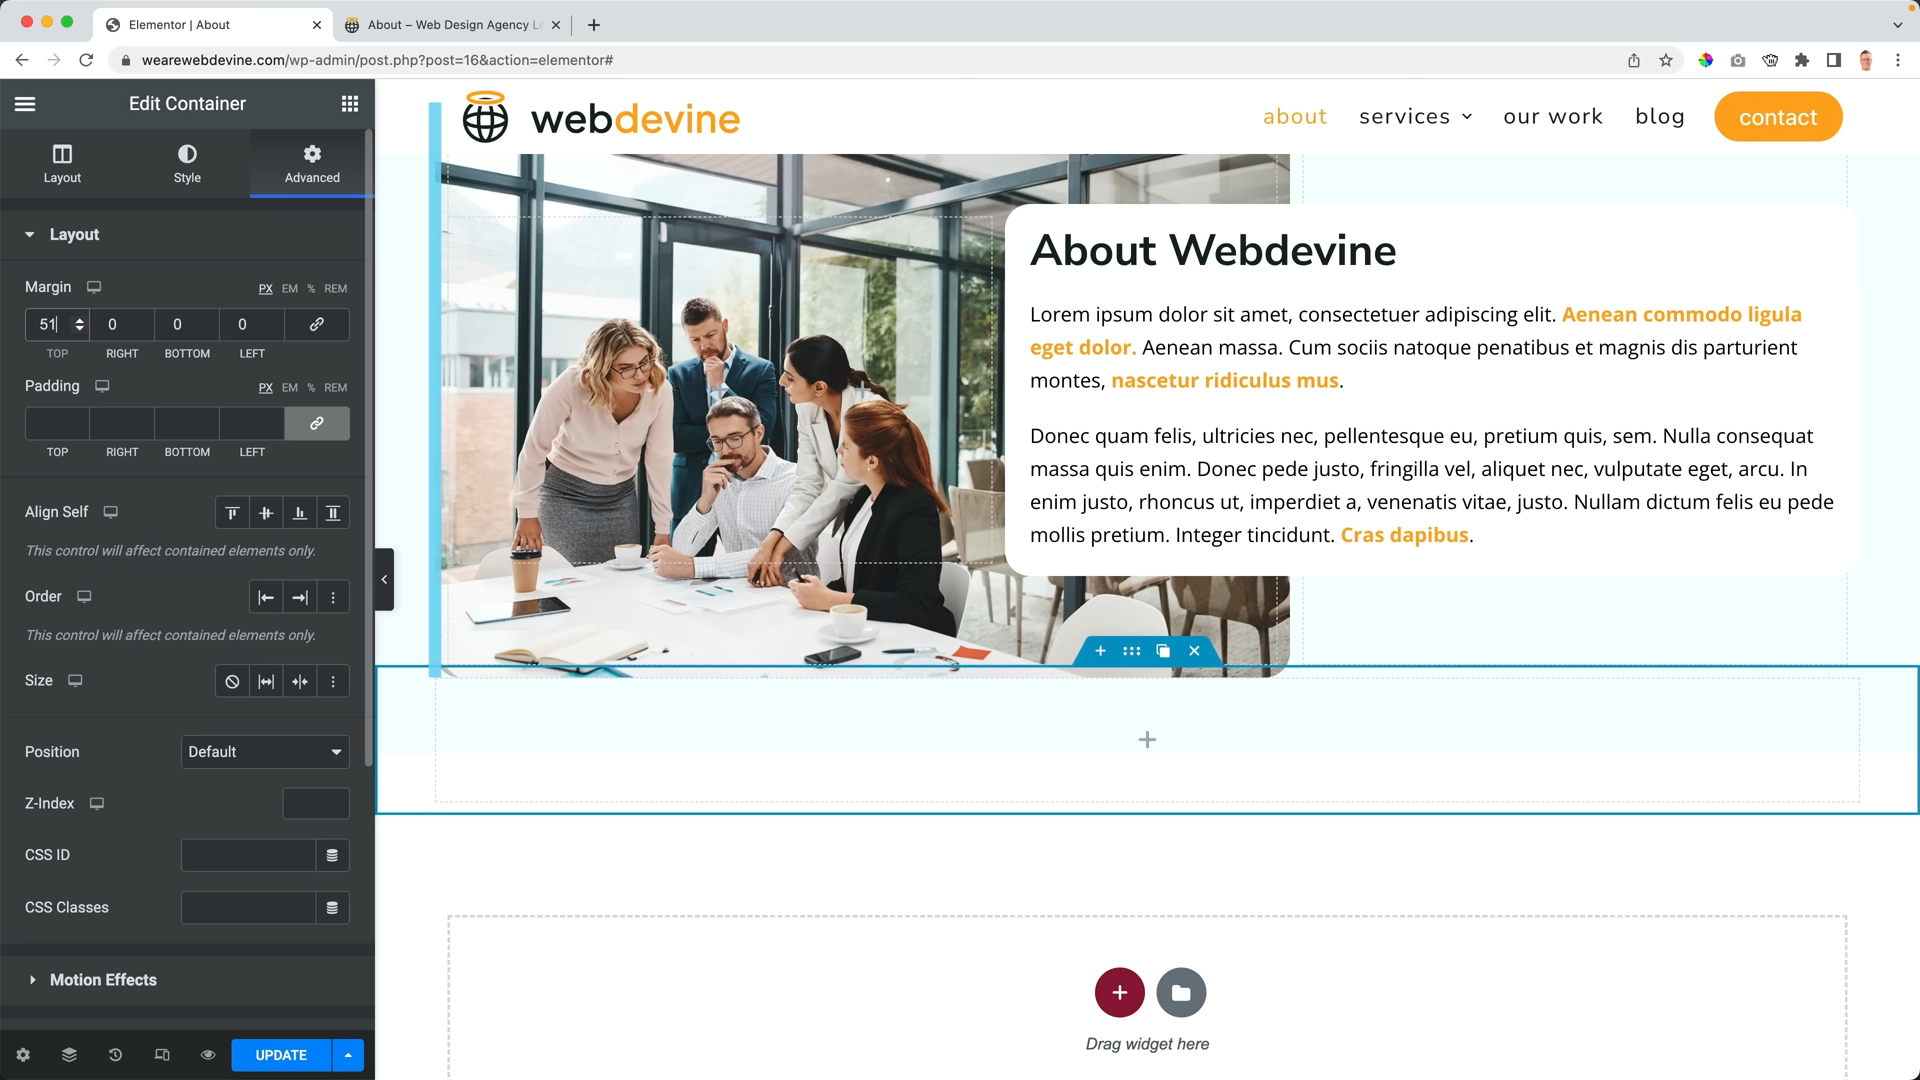 Elementor | About
About – Web Design Agency L
wearewebdevine.com/wp-admin/post.php?post=16&action=elementor#
Edit Container
Layout
Style
Advanced
Layout
Margin
PX EM % REM
51 0 0 0
TOP RIGHT BOTTOM LEFT
Padding
PX EM % REM
TOP RIGHT BOTTOM LEFT
Align Self
This control will affect contained elements only.
Order
This control will affect contained elements only.
Size
Position
Default
Z-Index
CSS ID
CSS Classes
Motion Effects
UPDATE
webdevine
about services our work blog contact
About Webdevine
Lorem ipsum dolor sit amet, consectetuer adipiscing elit. Aenean commodo ligula
eget dolor. Aenean massa. Cum sociis natoque penatibus et magnis dis parturient
montes, nascetur ridiculus mus.
Donec quam felis, ultricies nec, pellentesque eu, pretium quis, sem. Nulla consequat
massa quis enim. Donec pede justo, fringilla vel, aliquet nec, vulputate eget, arcu. In
enim justo, rhoncus ut, imperdiet a, venenatis vitae, justo. Nullam dictum felis eu pede
mollis pretium. Integer tincidunt. Cras dapibus.
Drag widget here